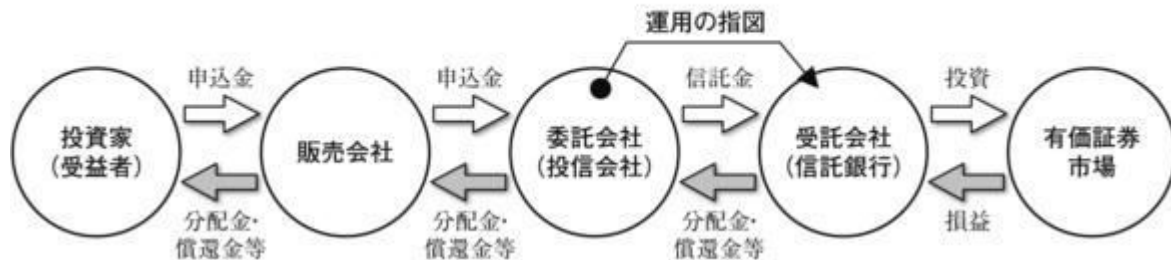 運用の指図
申込金
申込金
信託金
投資
投資家
(受益者)
販売会社
委託会社
(投信会社)
受託会社
(信託銀行)
有価証券
市場
分配金・
償還金等
分配金・
償還金等
分配金・
償還金等
損益